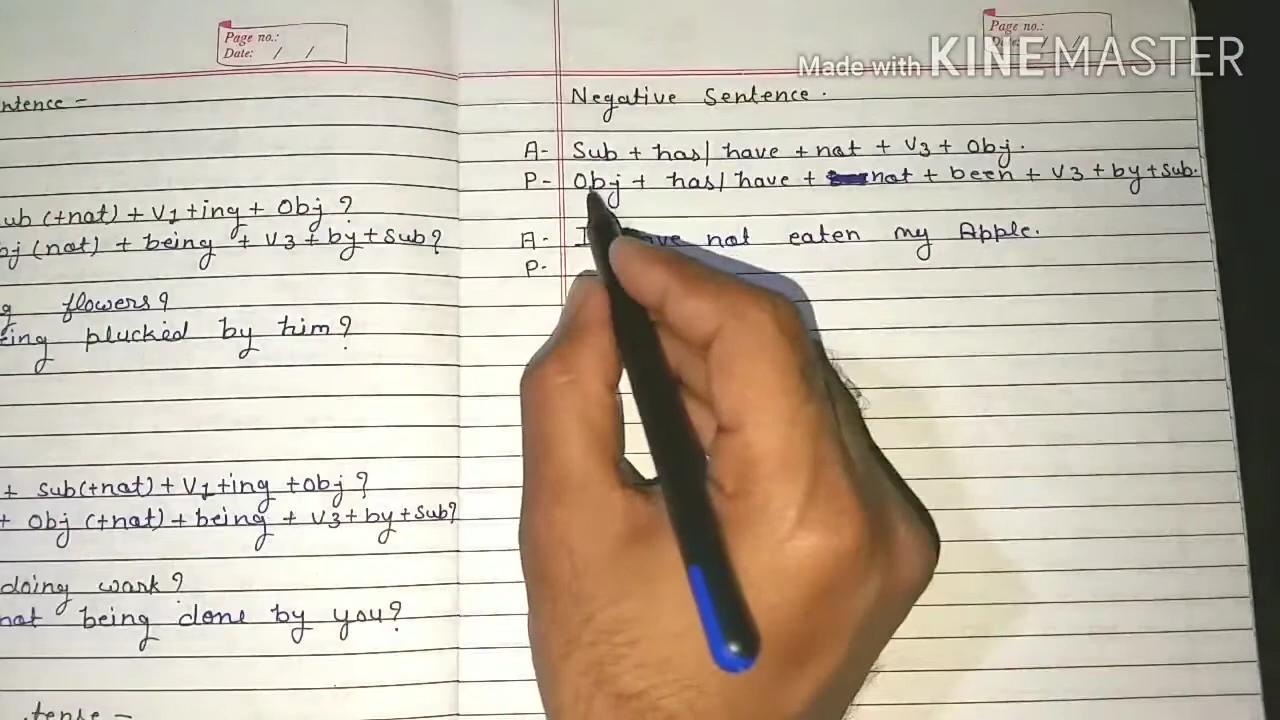 Page no.:
Date: / /
Page no.:
Made with KINEMASTER
ntence -
ub (+not) + V1 +ing + Obj ?
bj (not) + being + V3 + by + sub?
g flowers?
eing plucked by him?
+ sub(+not) + V1+ing +obj ?
+ Obj (+not) + being + V3 + by + sub?
doing work?
not being done by you?
tense -
Negative Sentence.
A- Sub + has/ have + not + V3 + Obj.
P- Obj + has/ have + not + been + V3 + by + sub.
A- I have not eaten my Apple.
P-